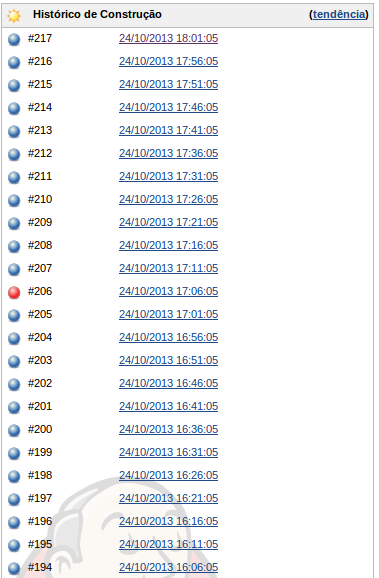 Histórico de Construção (tendência)
#217 24/10/2013 18:01:05
#216 24/10/2013 17:56:05
#215 24/10/2013 17:51:05
#214 24/10/2013 17:46:05
#213 24/10/2013 17:41:05
#212 24/10/2013 17:36:05
#211 24/10/2013 17:31:05
#210 24/10/2013 17:26:05
#209 24/10/2013 17:21:05
#208 24/10/2013 17:16:05
#207 24/10/2013 17:11:05
#206 24/10/2013 17:06:05
#205 24/10/2013 17:01:05
#204 24/10/2013 16:56:05
#203 24/10/2013 16:51:05
#202 24/10/2013 16:46:05
#201 24/10/2013 16:41:05
#200 24/10/2013 16:36:05
#199 24/10/2013 16:31:05
#198 24/10/2013 16:26:05
#197 24/10/2013 16:21:05
#196 24/10/2013 16:16:05
#195 24/10/2013 16:11:05
#194 24/10/2013 16:06:05